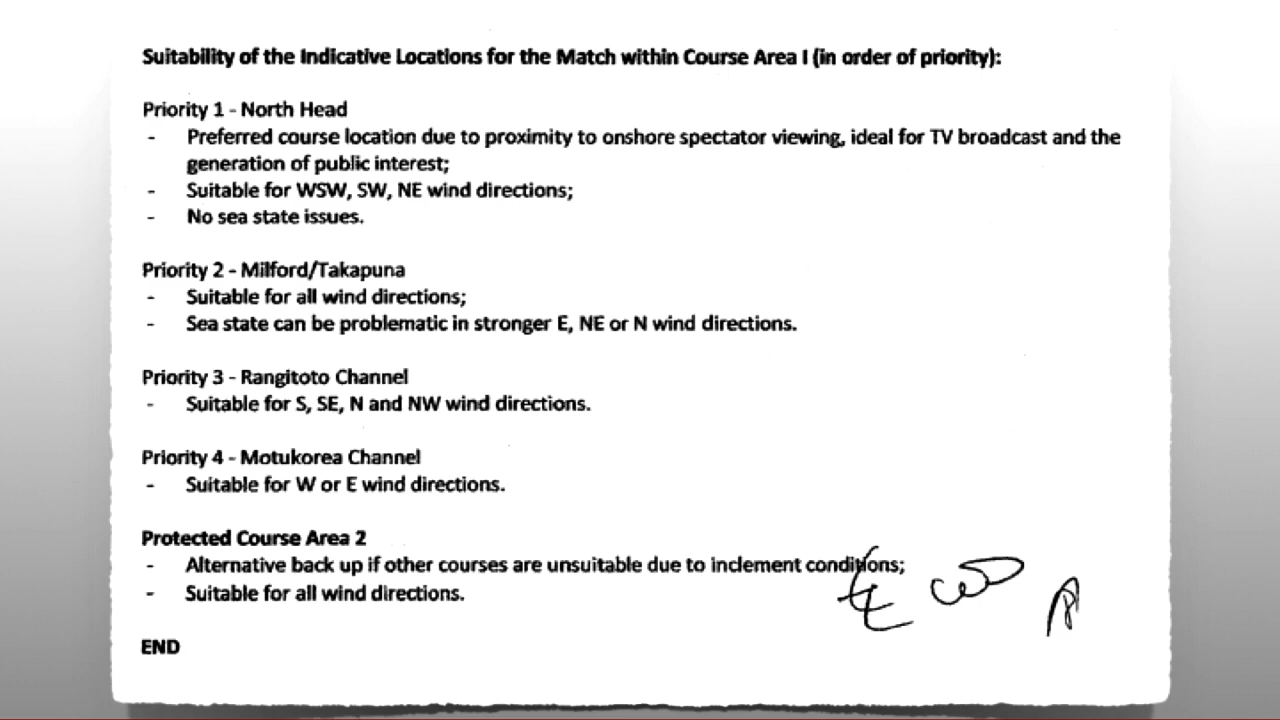 Suitability of the Indicative Locations for the Match within Course Area I (in order of priority):
Priority 1 - North Head
- Preferred course location due to proximity to onshore spectator viewing, ideal for TV broadcast and the
generation of public interest;
- Suitable for WSW, SW, NE wind directions;
- No sea state issues.
Priority 2 - Milford/Takapuna
- Suitable for all wind directions;
- Sea state can be problematic in stronger E, NE or N wind directions.
Priority 3 - Rangitoto Channel
- Suitable for S, SE, N and NW wind directions.
Priority 4 - Motukorea Channel
- Suitable for W or E wind directions.
Protected Course Area 2
- Alternative back up if other courses are unsuitable due to inclement conditions;
- Suitable for all wind directions.
END